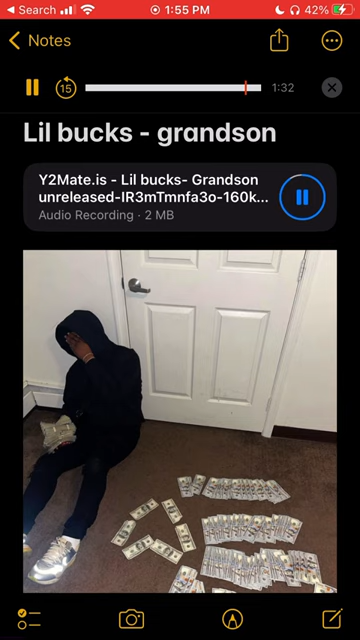 Search
1:55 PM
42%
Notes
15
1:32
Lil bucks - grandson
Y2Mate.is - Lil bucks- Grandson
unreleased-IR3mTmnfa3o-160k...
Audio Recording · 2 MB